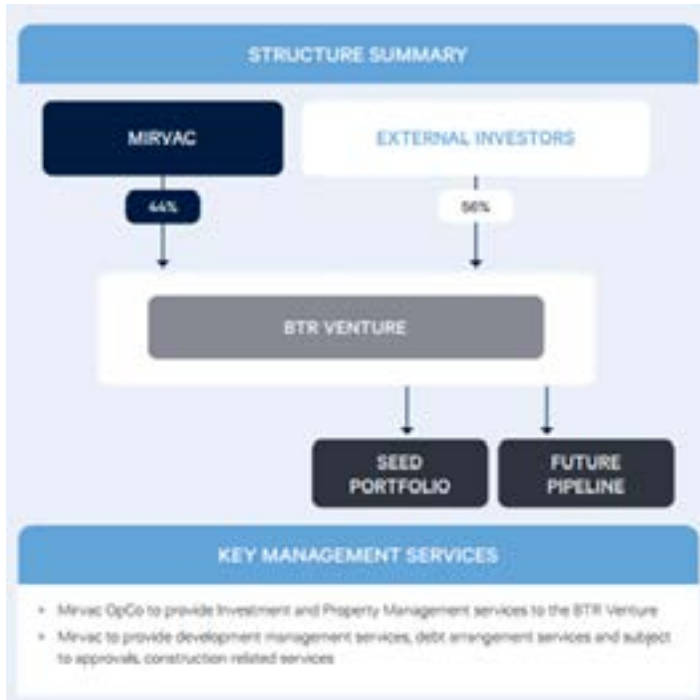 STRUCTURE SUMMARY
MIRVAC
EXTERNAL INVESTORS
44%
56%
BTR VENTURE
SEED
PORTFOLIO
FUTURE
PIPELINE
KEY MANAGEMENT SERVICES
• Mirvac OpCo to provide Investment and Property Management services to the BTR Venture
• Mirvac to provide development management services, debt arrangement services and subject
to approvals, construction related services